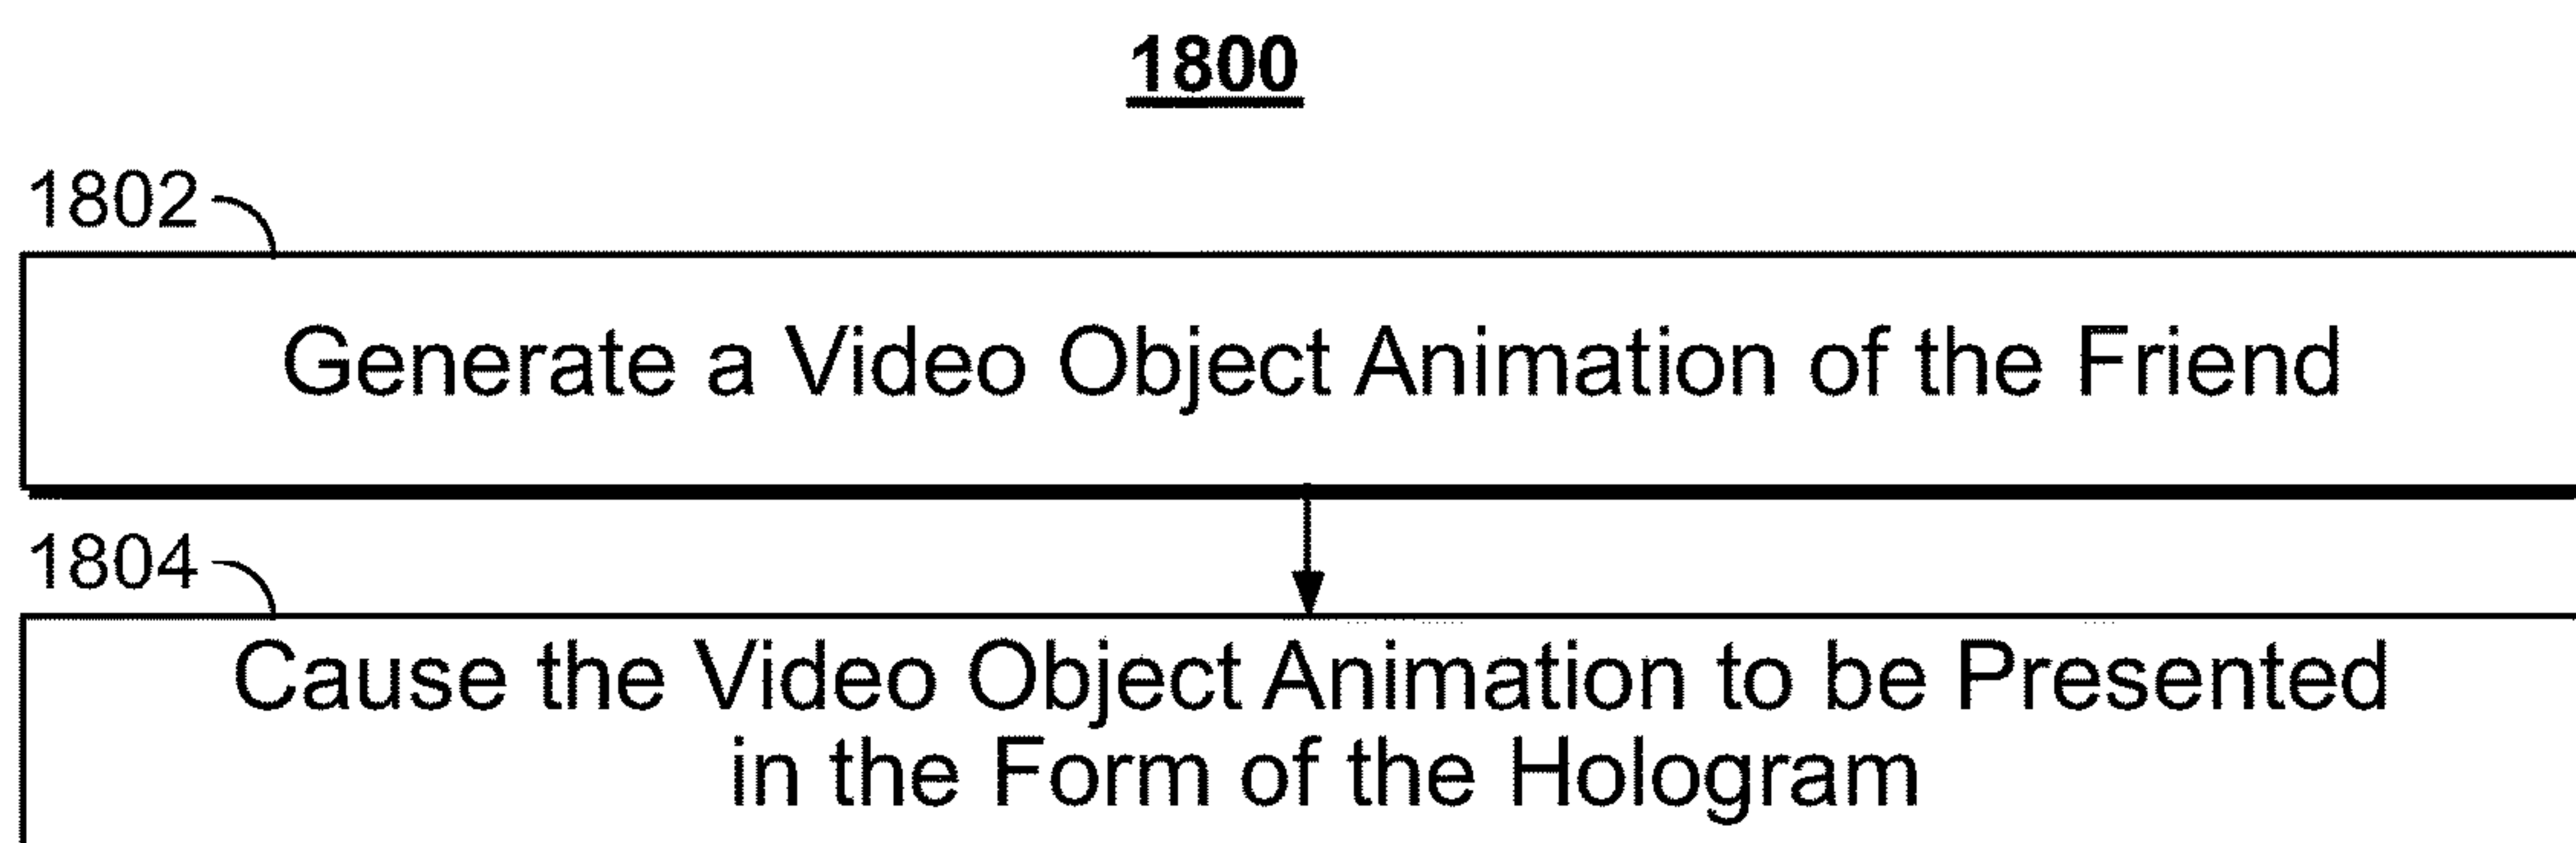 1800
1802
Generate a Video Object Animation of the Friend
1804
Cause the Video Object Animation to be Presented
in the Form of the Hologram